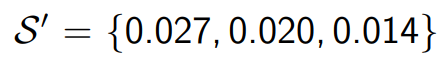 𝒮′ = {0.027, 0.020, 0.014}